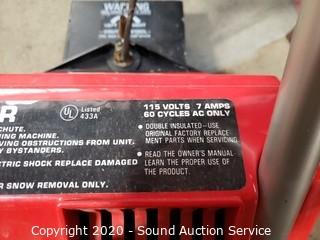 WARNING
R
UL Listed
433A
115 VOLTS 7 AMPS
60 CYCLES AC ONLY
CHUTE.
ING MACHINE.
VING OBSTRUCTIONS FROM UNIT.
Y BYSTANDERS.
CTRIC SHOCK REPLACE DAMAGED
R SNOW REMOVAL ONLY.
• DOUBLE INSULATED—USE
ORIGINAL FACTORY REPLACE
MENT PARTS WHEN SERVICING.
• READ THE OWNER'S MANUAL-
LEARN THE PROPER USE OF
THE PRODUCT.
Copyright 2020 - Sound Auction Service